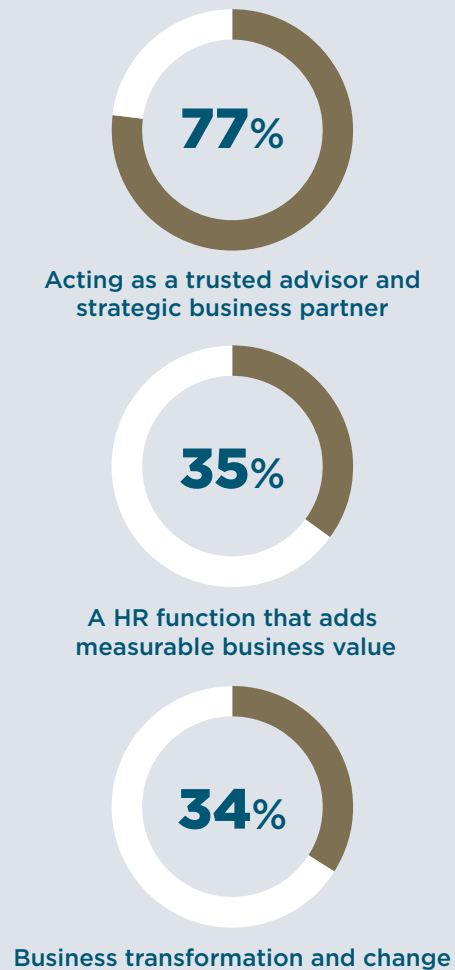 77%
Acting as a trusted advisor and
strategic business partner
35%
A HR function that adds
measurable business value
34%
Business transformation and change